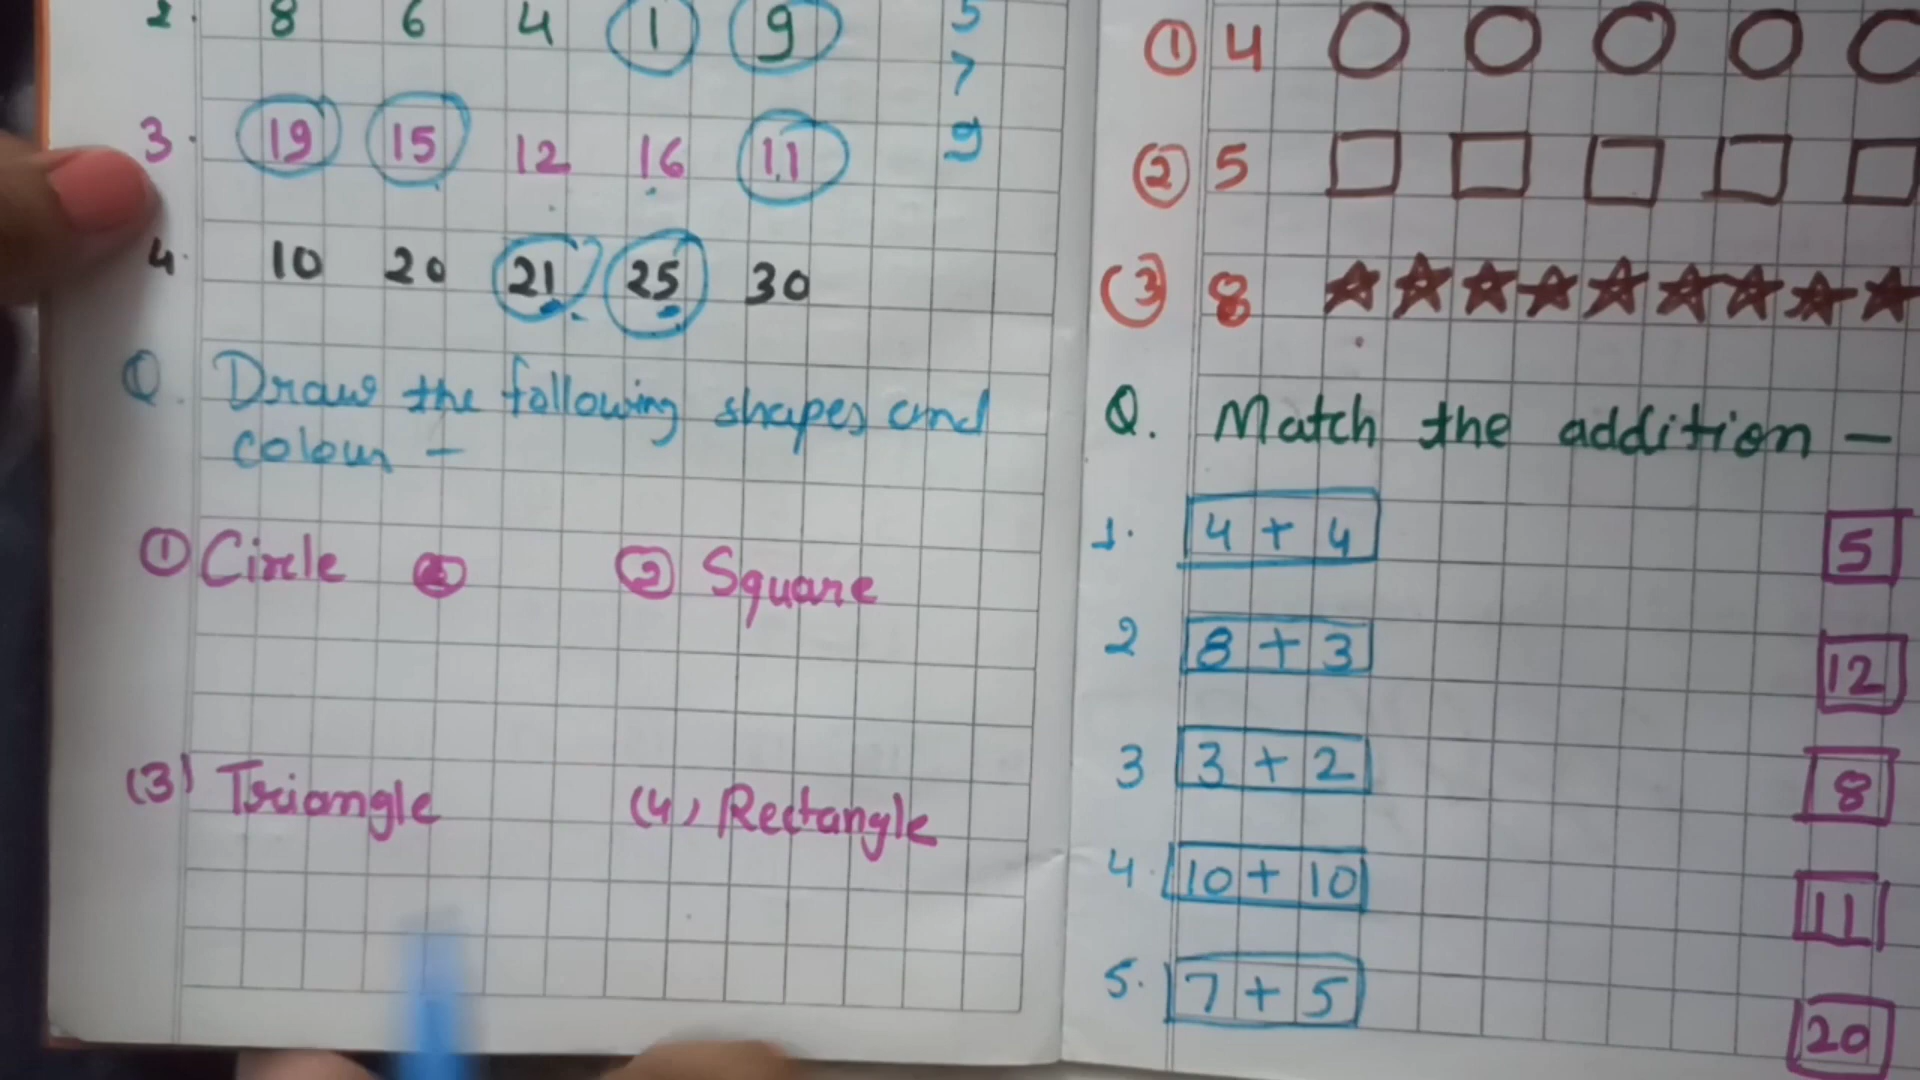 2. 8 6 4 1 9 5
7
3. 19 15 12 16 11 9
4. 10 20 21 25 30
Q. Draw the following shapes and
colour -
① Circle ② Square
(3) Triangle (4) Rectangle
① 4
② 5
③ 8
Q. Match the addition -
1. 4 + 4 5
2 8 + 3 12
3 3 + 2 8
4. 10 + 10 11
5. 7 + 5 20